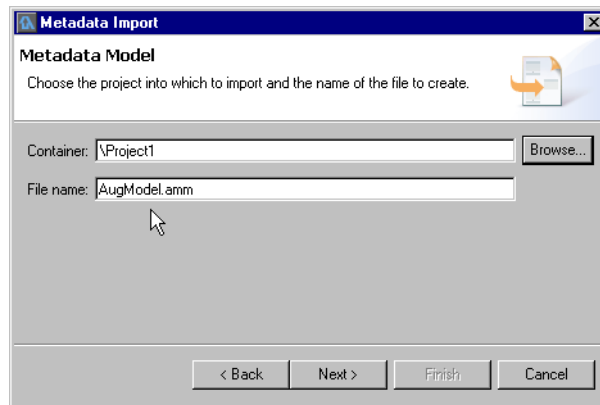 Metadata Import
Metadata Model
Choose the project into which to import and the name of the file to create.
Container: \Project1 Browse...
File name: AugModel.amm
< Back Next > Finish Cancel